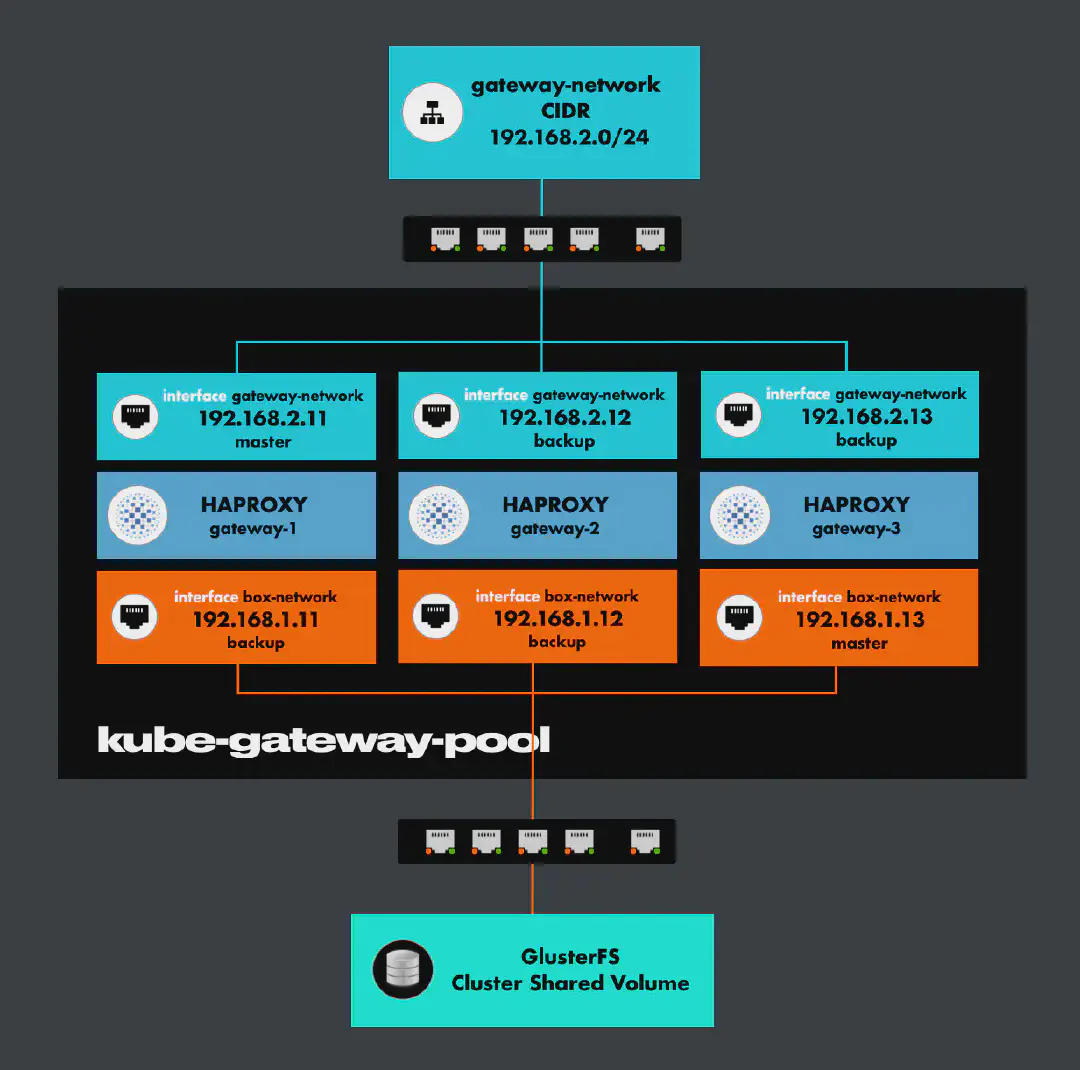 gateway-network
CIDR
192.168.2.0/24
interface gateway-network
192.168.2.11
master
interface gateway-network
192.168.2.12
backup
interface gateway-network
192.168.2.13
backup
HAPROXY
gateway-1
HAPROXY
gateway-2
HAPROXY
gateway-3
interface box-network
192.168.1.11
backup
interface box-network
192.168.1.12
backup
interface box-network
192.168.1.13
master
kube-gateway-pool
GlusterFS
Cluster Shared Volume